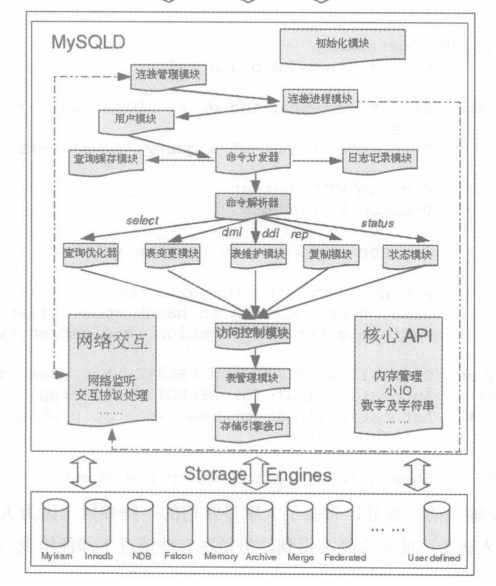 MySQLD
初始化模块
连接管理模块
连接进程模块
用户模块
查询缓存模块
命令分发器
日志记录模块
命令解析器
select
dml
ddl
rep
status
查询优化器
表变更模块
表维护模块
复制模块
状态模块
访问控制模块
网络交互
网络监听
交互协议处理
... ...
核心 API
内存管理
小IO
数字及字符串
... ...
表管理模块
存储引擎接口
Storage Engines
Myisam
Innodb
NDB
Falcon
Memory
Archive
Merge
Federated
... ...
User defined